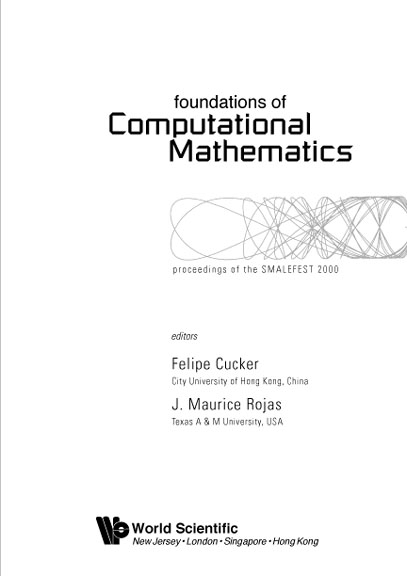 foundations of
Computational
Mathematics
proceedings of the SMALEFEST 2000
editors
Felipe Cucker
City University of Hong Kong, China
J. Maurice Rojas
Texas A & M University, USA
World Scientific
New Jersey • London • Singapore • Hong Kong